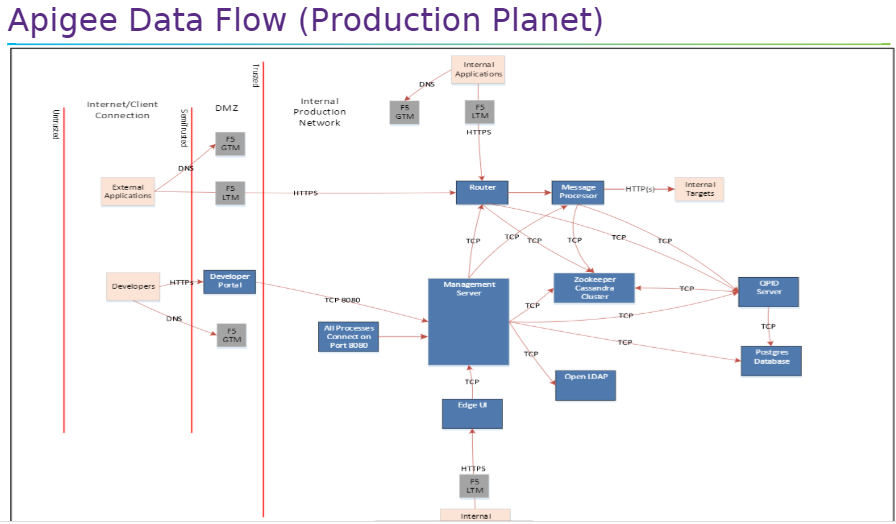 Apigee Data Flow (Production Planet)
Untrusted
Internet/Client
Connection
Semitrusted
DMZ
Trusted
Internal
Production
Network
Internal
Applications
DNS
F5
GTM
F5
LTM
HTTPS
F5
GTM
DNS
External
Applications
F5
LTM
HTTPS
Router
Message
Processor
HTTP(s)
Internal
Targets
TCP
TCP
TCP
TCP
TCP
TCP
Developers
HTTPs
Developer
Portal
DNS
F5
GTM
TCP 8080
All Processes
Connect on
Port 8080
Management
Server
Zookeeper
Cassandra
Cluster
TCP
QPID
Server
TCP
TCP
TCP
TCP
TCP
Postgres
Database
TCP
Open LDAP
TCP
Edge UI
HTTPS
F5
LTM
Internal